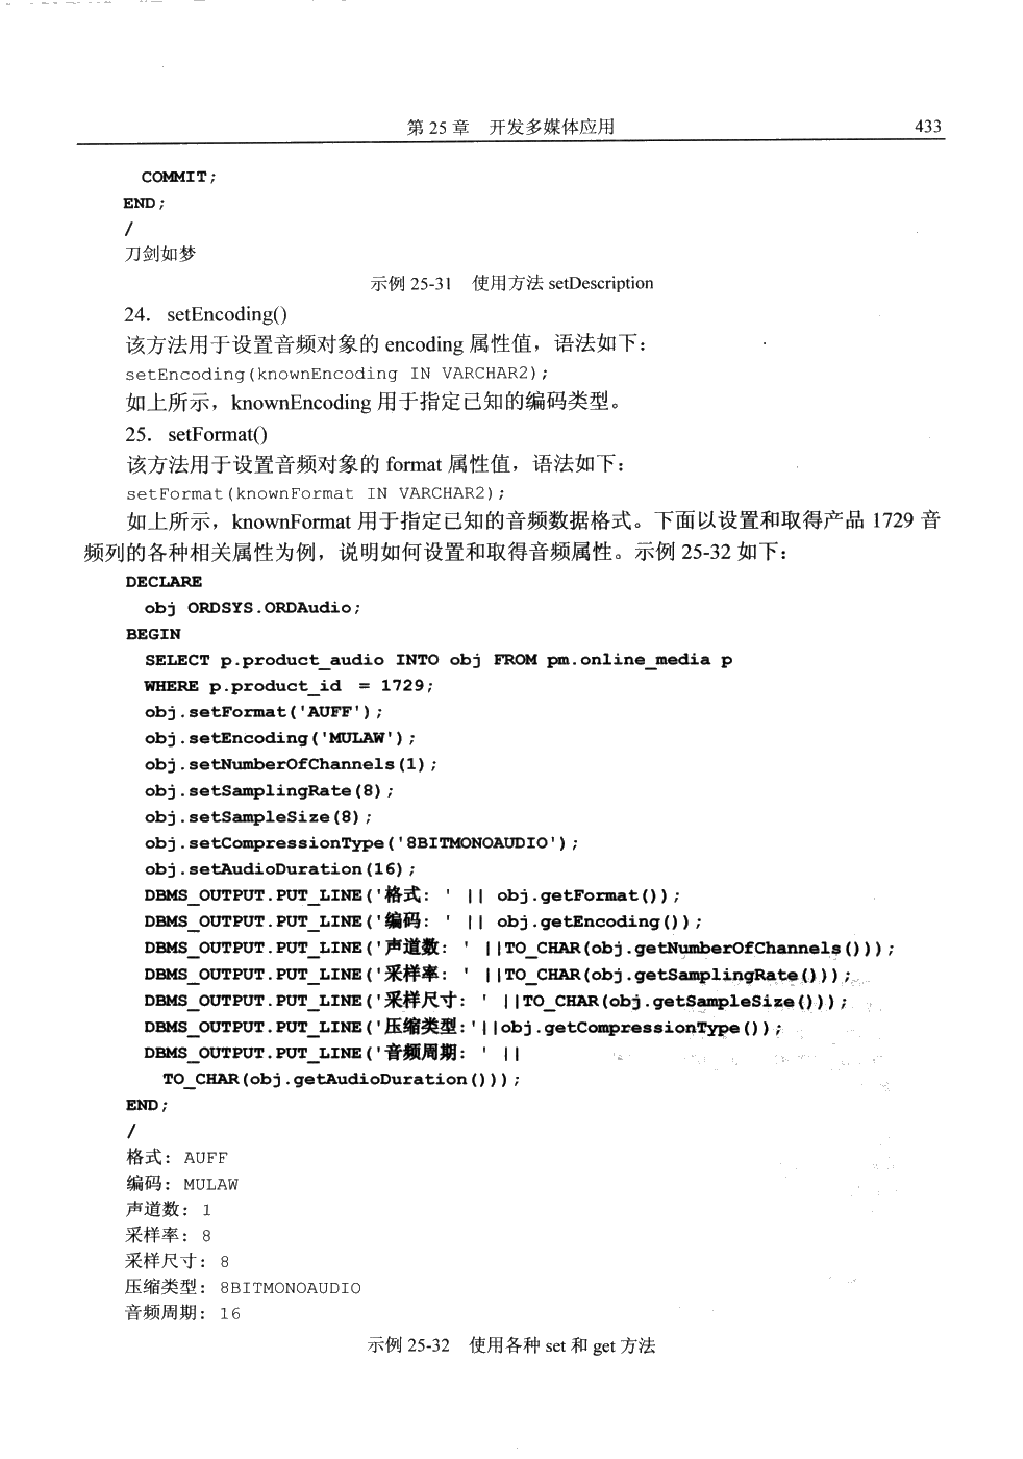 第 25 章 开发多媒体应用 433
COMMIT;
END;
/
刀剑如梦
示例 25-31 使用方法 setDescription
24. setEncoding()
该方法用于设置音频对象的 encoding 属性值，语法如下：
setEncoding(knownEncoding IN VARCHAR2);
如上所示，knownEncoding 用于指定已知的编码类型。
25. setFormat()
该方法用于设置音频对象的 format 属性值，语法如下：
setFormat(knownFormat IN VARCHAR2);
如上所示，knownFormat 用于指定已知的音频数据格式。下面以设置和取得产品 1729 音
频列的各种相关属性为例，说明如何设置和取得音频属性。示例 25-32 如下：
DECLARE
obj ORDSYS.ORDAudio;
BEGIN
SELECT p.product_audio INTO obj FROM pm.online_media p
WHERE p.product_id = 1729;
obj.setFormat('AUFF');
obj.setEncoding('MULAW');
obj.setNumberOfChannels(1);
obj.setSamplingRate(8);
obj.setSampleSize(8);
obj.setCompressionType('8BITMONOAUDIO');
obj.setAudioDuration(16);
DBMS_OUTPUT.PUT_LINE('格式: ' || obj.getFormat());
DBMS_OUTPUT.PUT_LINE('编码: ' || obj.getEncoding());
DBMS_OUTPUT.PUT_LINE('声道数: ' ||TO_CHAR(obj.getNumberOfChannels()));
DBMS_OUTPUT.PUT_LINE('采样率: ' ||TO_CHAR(obj.getSamplingRate()));
DBMS_OUTPUT.PUT_LINE('采样尺寸: ' ||TO_CHAR(obj.getSampleSize()));
DBMS_OUTPUT.PUT_LINE('压缩类型:'||obj.getCompressionType());
DBMS_OUTPUT.PUT_LINE('音频周期: ' ||
TO_CHAR(obj.getAudioDuration()));
END;
/
格式: AUFF
编码: MULAW
声道数: 1
采样率: 8
采样尺寸: 8
压缩类型: 8BITMONOAUDIO
音频周期: 16
示例 25-32 使用各种 set 和 get 方法